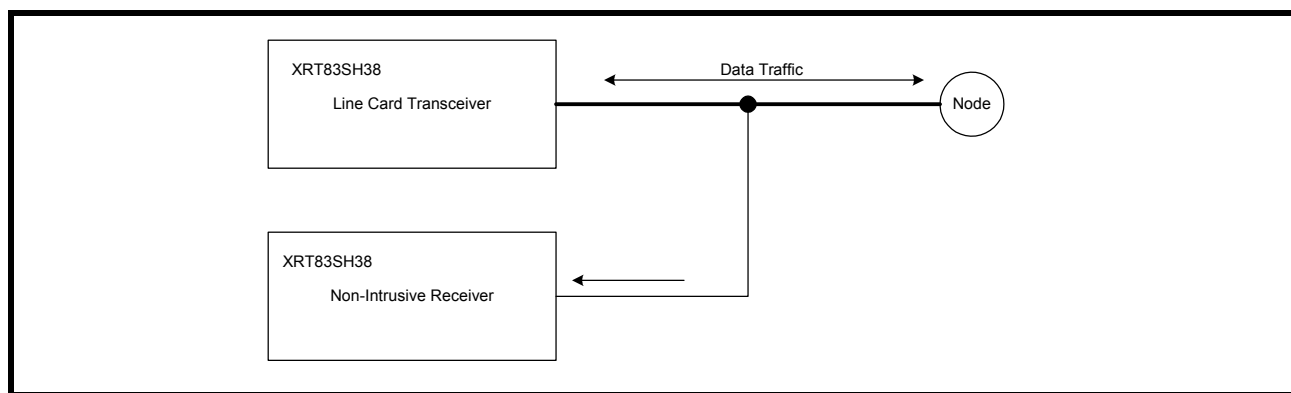 XRT83SH38
Data Traffic
Line Card Transceiver
Node
XRT83SH38
Non-Intrusive Receiver